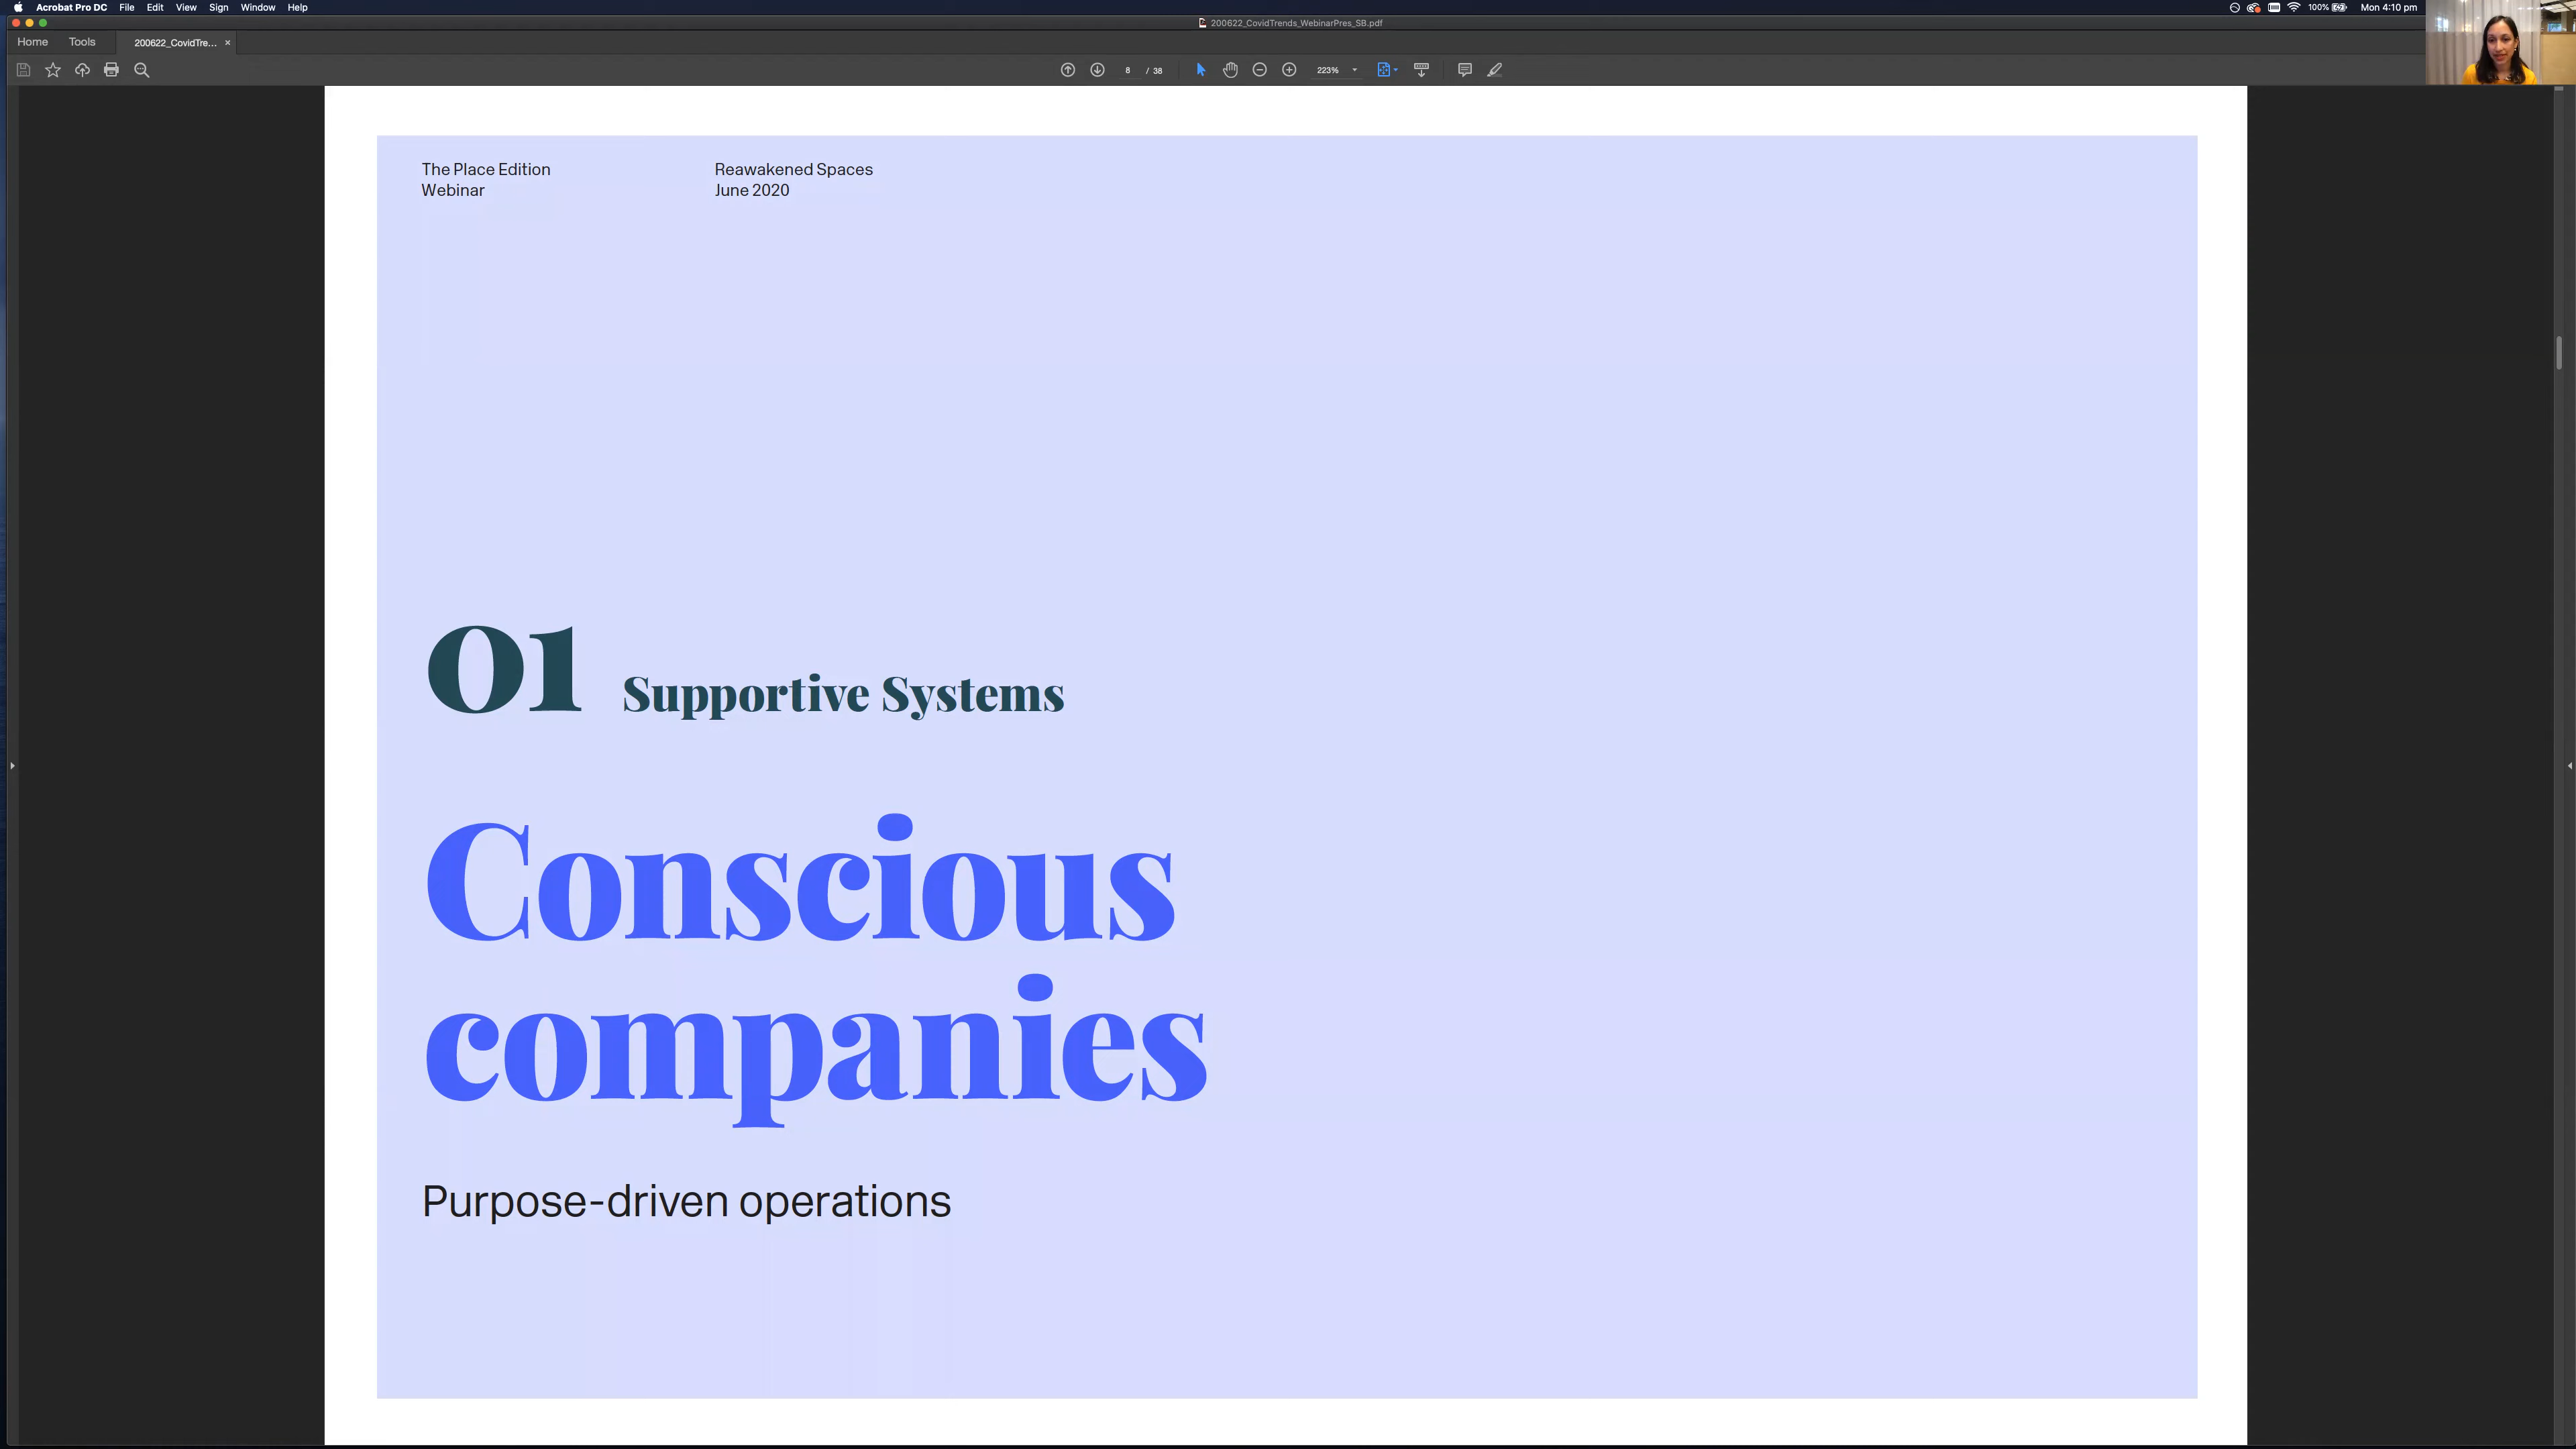 Acrobat Pro DC File Edit View Sign Window Help
100% Mon 4:10 pm
200622_CovidTrends_WebinarPres_SB.pdf
Home Tools 200622_CovidTre... ×
8 / 38 223%
The Place Edition
Webinar
Reawakened Spaces
June 2020
01 Supportive Systems
Conscious
companies
Purpose-driven operations